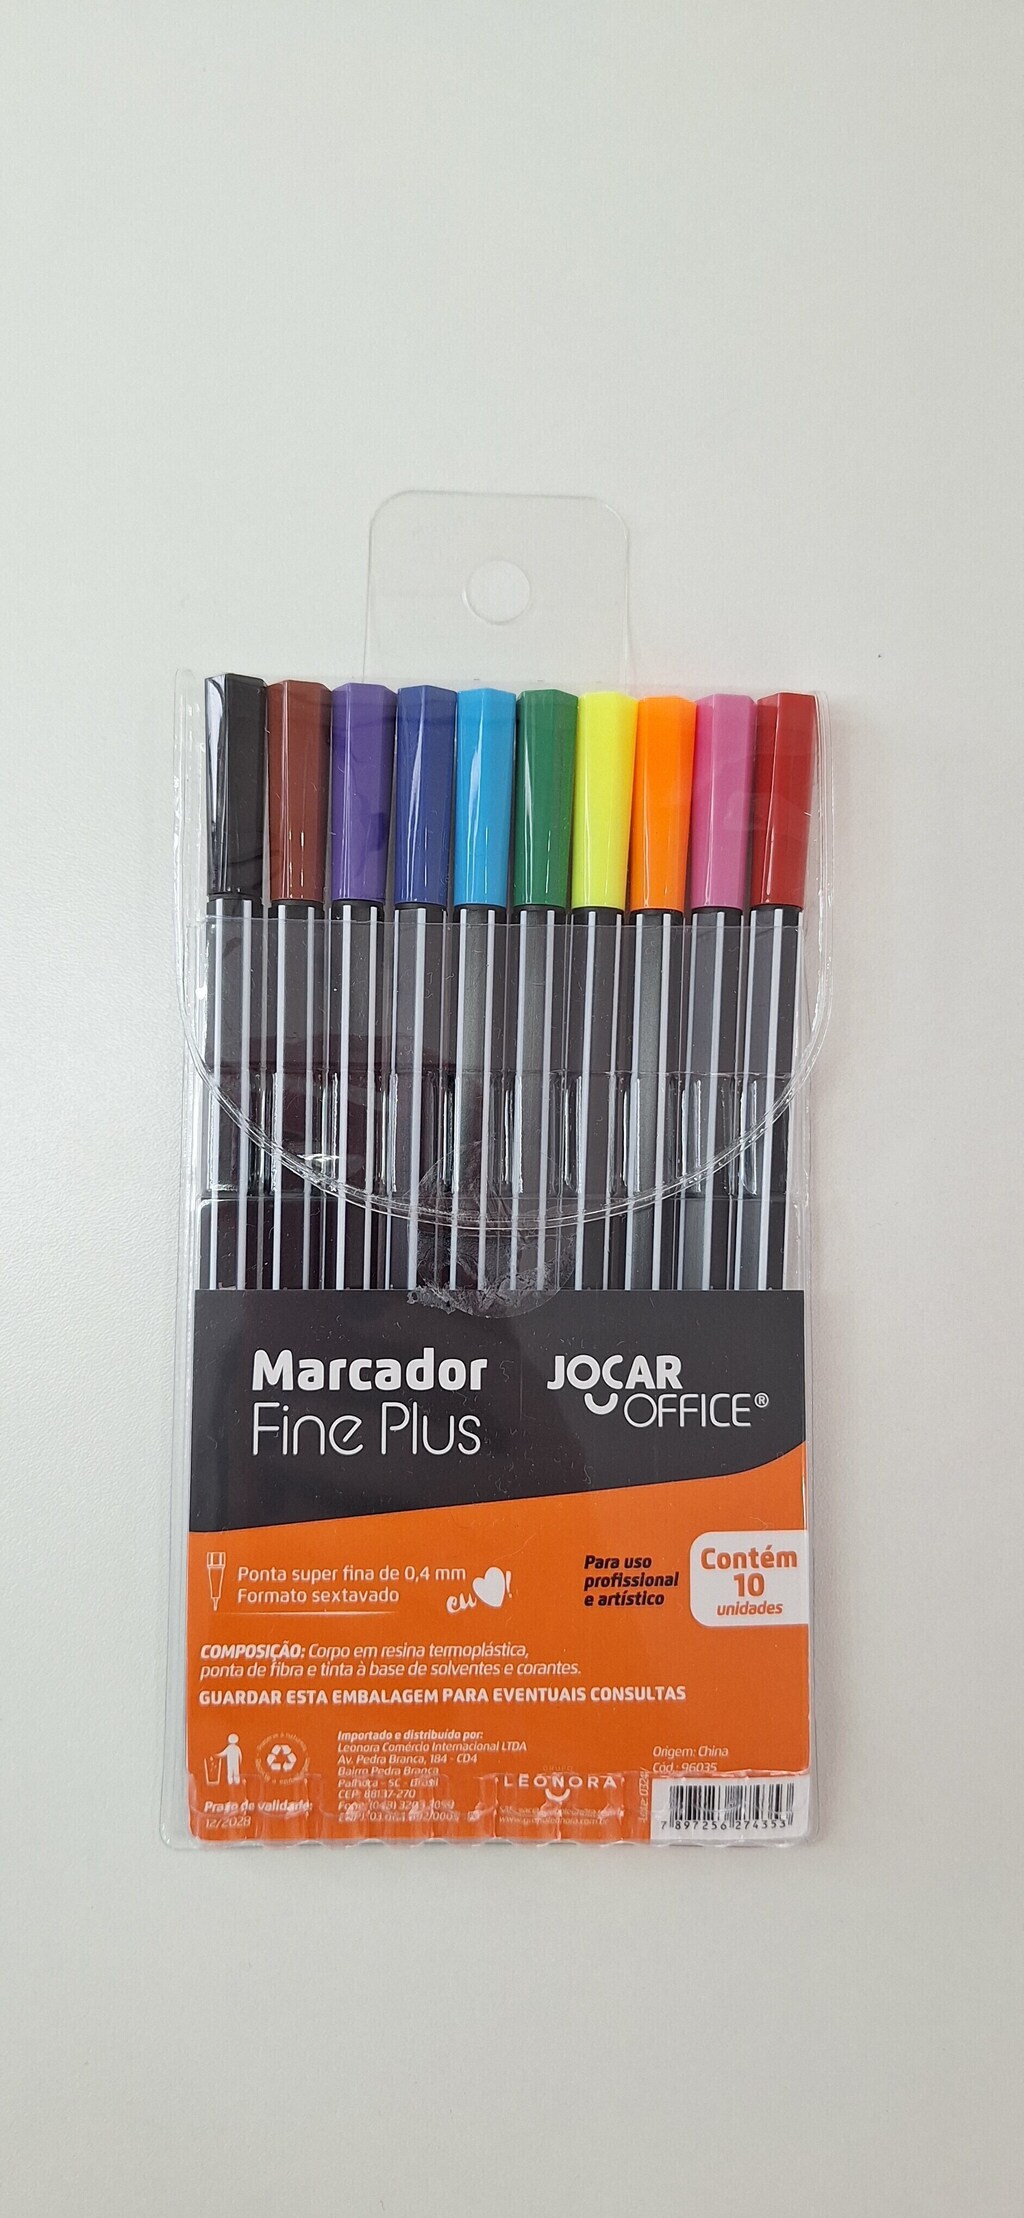 Marcador
Fine Plus
JOCAR
OFFICE®
Ponta super fina de 0,4 mm
Formato sextavado
eu
!
Para uso
profissional
e artístico
Contém
10
unidades
COMPOSIÇÃO: Corpo em resina termoplástica,
ponta de fibra e tinta à base de solventes e corantes.
GUARDAR ESTA EMBALAGEM PARA EVENTUAIS CONSULTAS
Importado e distribuído por:
Leonora Comércio Internacional LTDA
Av. Pedra Branca, 184 - CD4
Bairro Pedra Branca
Palhoça - SC - Brasil
CEP: 88137-270
Prazo de validade:
12/2028
LEONORA
Origem: China
Cód.: 96035
7 897256 274353